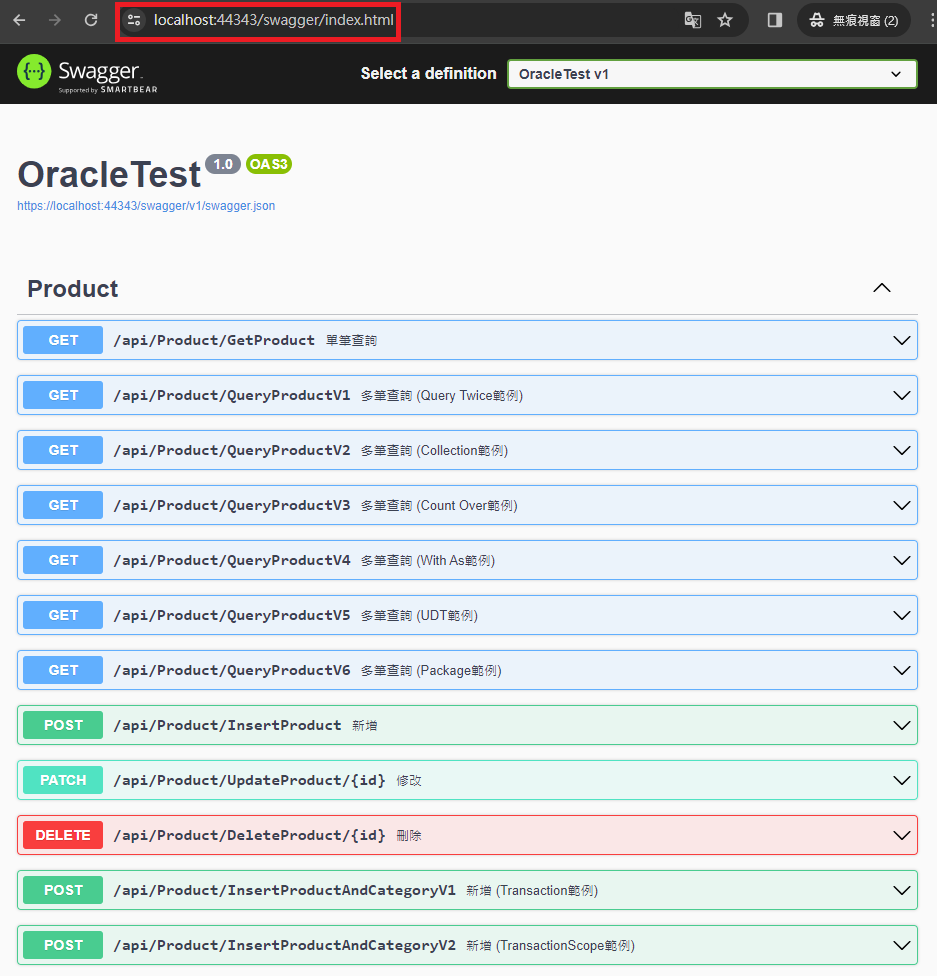 localhost:44343/swagger/index.html
無痕視窗 (2)
Swagger.
Supported by SMARTBEAR
Select a definition
OracleTest v1
OracleTest 1.0 OAS3
https://localhost:44343/swagger/v1/swagger.json
Product
GET /api/Product/GetProduct 單筆查詢
GET /api/Product/QueryProductV1 多筆查詢 (Query Twice範例)
GET /api/Product/QueryProductV2 多筆查詢 (Collection範例)
GET /api/Product/QueryProductV3 多筆查詢 (Count Over範例)
GET /api/Product/QueryProductV4 多筆查詢 (With As範例)
GET /api/Product/QueryProductV5 多筆查詢 (UDT範例)
GET /api/Product/QueryProductV6 多筆查詢 (Package範例)
POST /api/Product/InsertProduct 新增
PATCH /api/Product/UpdateProduct/{id} 修改
DELETE /api/Product/DeleteProduct/{id} 刪除
POST /api/Product/InsertProductAndCategoryV1 新增 (Transaction範例)
POST /api/Product/InsertProductAndCategoryV2 新增 (TransactionScope範例)